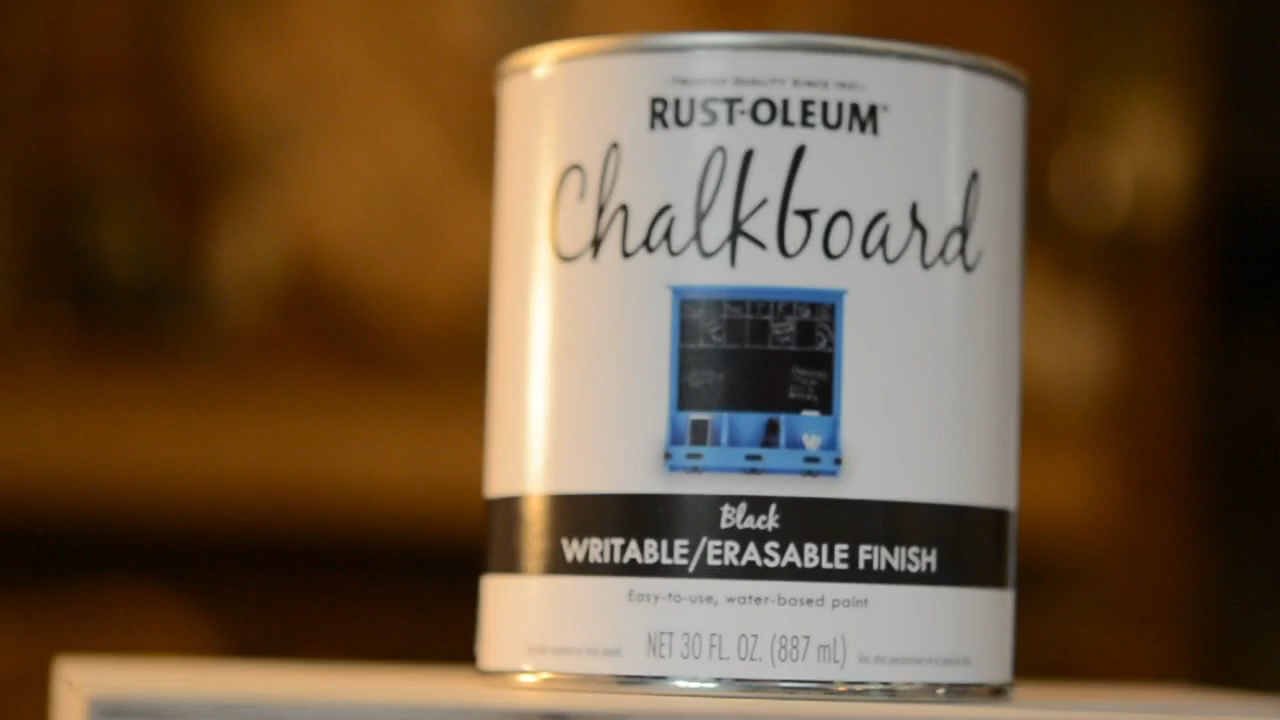 RUST-OLEUM®
Chalkboard
Black
WRITABLE/ERASABLE FINISH
Easy-to-use, water-based paint
NET 30 FL. OZ. (887 mL)